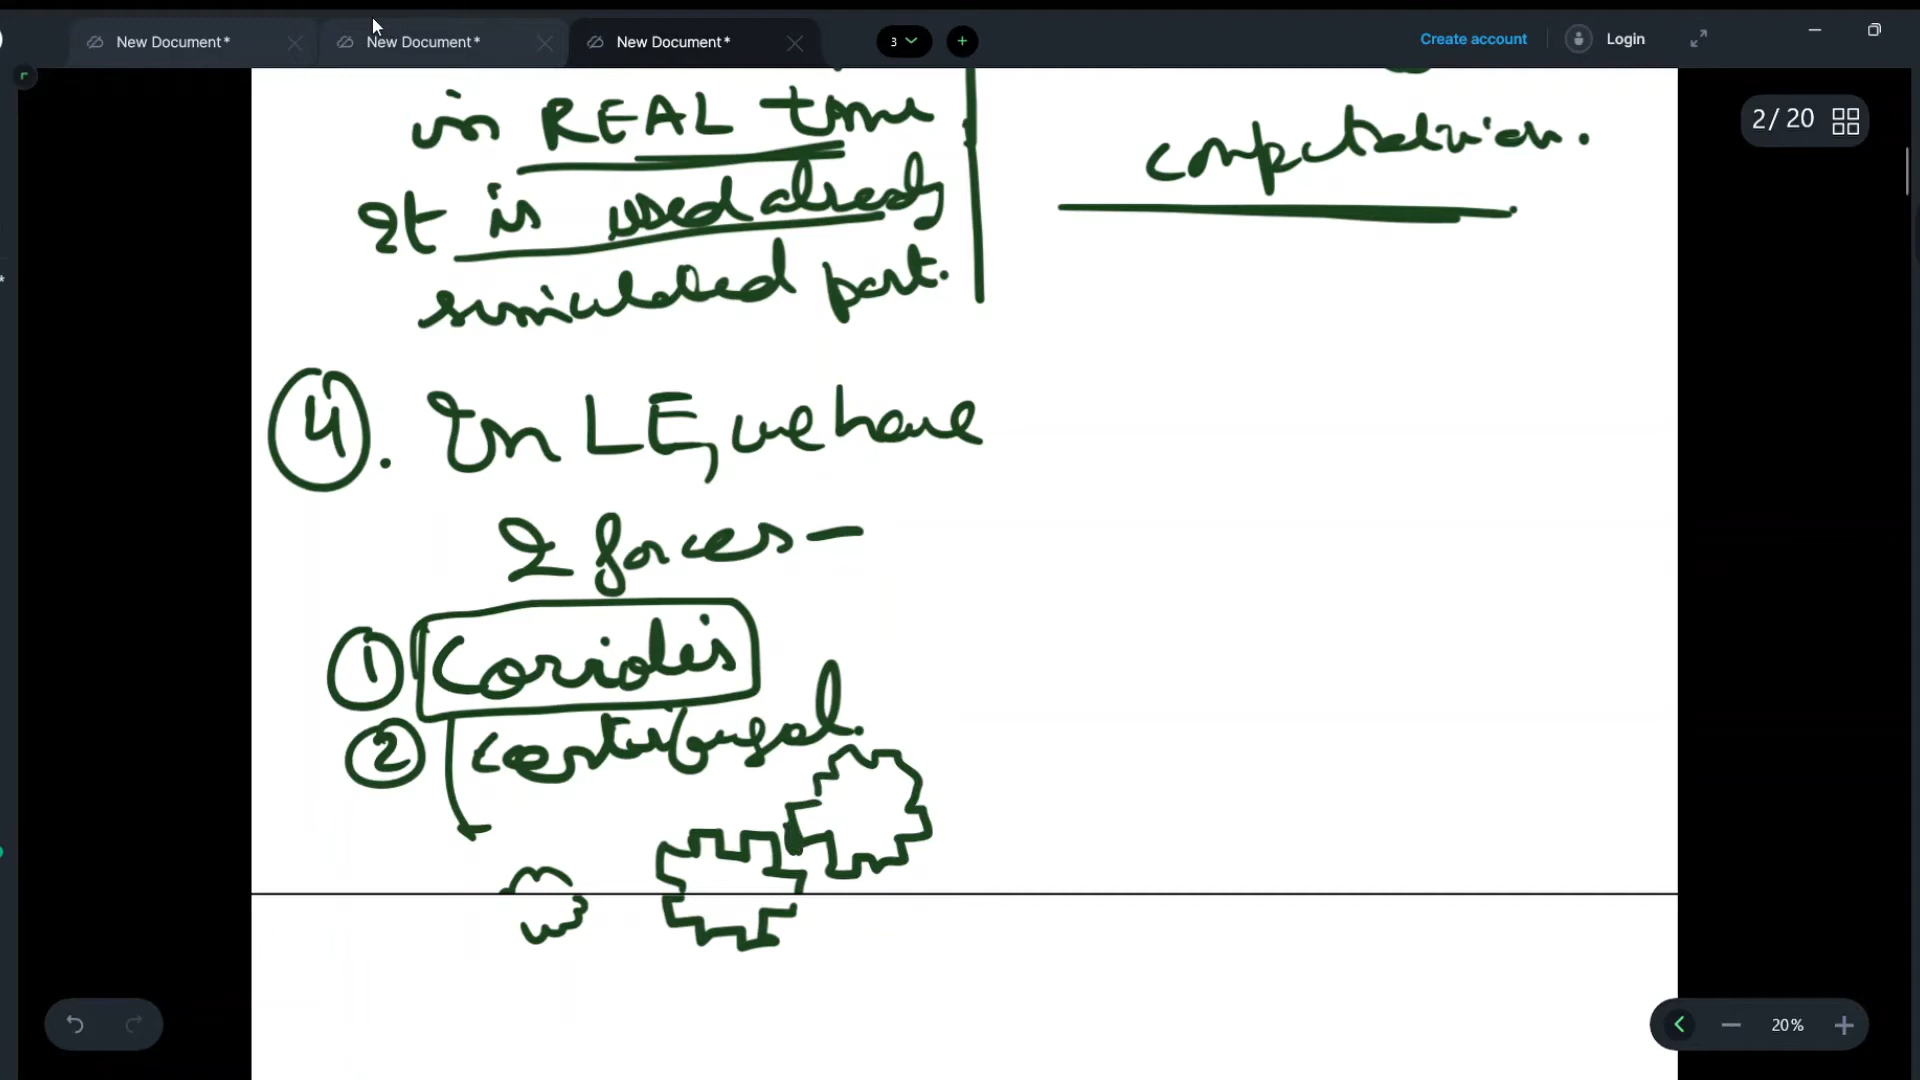 New Document*
New Document*
New Document*
3
Create account
Login
2/ 20
in REAL time
It is used already
simulated part.
computation.
4. In LE, we have
2 forces-
1 Coriolis
2 centrifugal.
20%